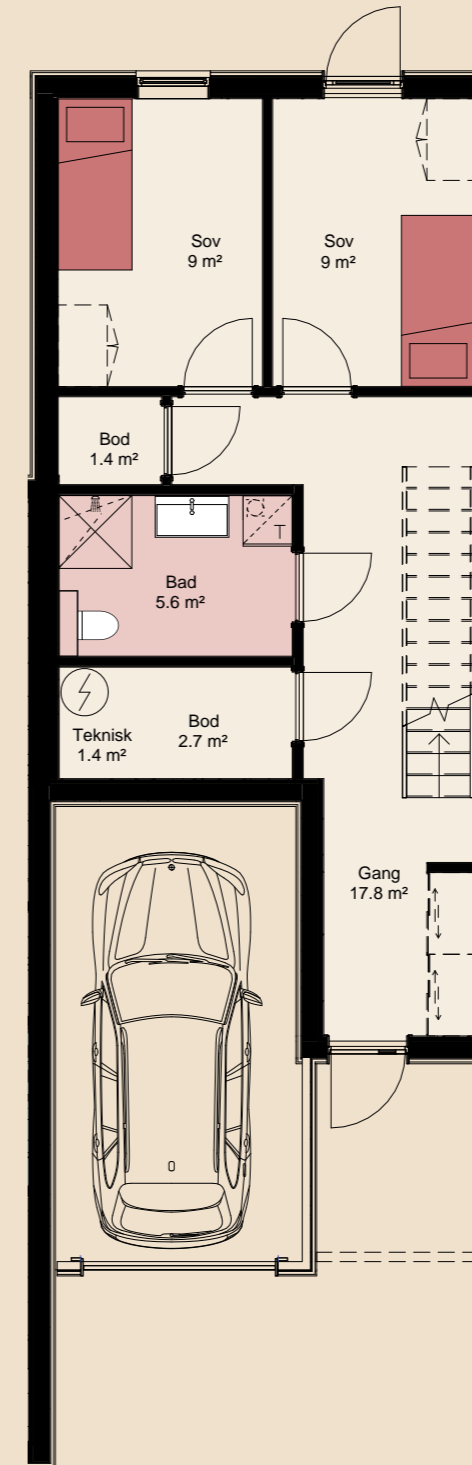 Sov
9 m²
Sov
9 m²
Bod
1.4 m²
Bad
5.6 m²
T
Teknisk
1.4 m²
Bod
2.7 m²
Gang
17.8 m²